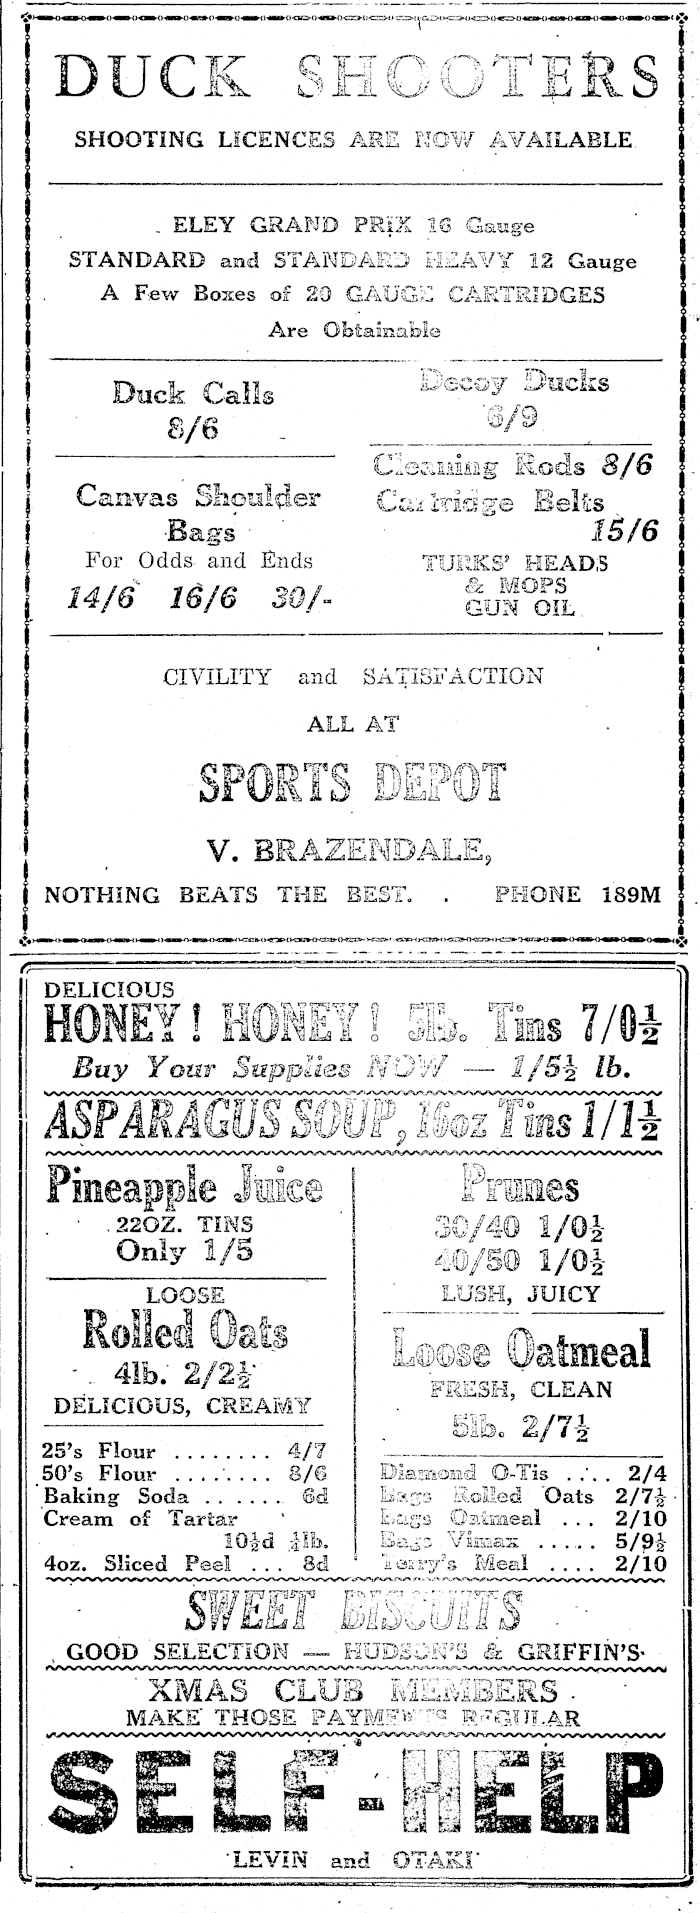 DUCK SHOOTERS
SHOOTING LICENCES ARE NOW AVAILABLE
ELEY GRAND PRIX 16 Gauge
STANDARD and STANDARD HEAVY 12 Gauge
A Few Boxes of 20 GAUGE CARTRIDGES
Are Obtainable
Duck Calls
8/6
Canvas Shoulder
Bags
For Odds and Ends
14/6 16/6 30/-
Decoy Ducks
6/9
Cleaning Rods 8/6
Cartridge Belts
15/6
TURKS' HEADS
& MOPS
GUN OIL
CIVILITY and SATISFACTION
ALL AT
SPORTS DEPOT
V. BRAZENDALE,
NOTHING BEATS THE BEST. . PHONE 189M
DELICIOUS
HONEY! HONEY! 5lb. Tins 7/0½
Buy Your Supplies NOW — 1/5½ lb.
ASPARAGUS SOUP, 16oz Tins 1/1½
Pineapple Juice
22OZ. TINS
Only 1/5
LOOSE
Rolled Oats
4lb. 2/2½
DELICIOUS, CREAMY
25's Flour ........ 4/7
50's Flour ........ 8/6
Baking Soda ....... 6d
Cream of Tartar
10½d ¼lb.
4oz. Sliced Peel ... 8d
Prunes
30/40 1/0½
40/50 1/0½
LUSH, JUICY
Loose Oatmeal
FRESH, CLEAN
5lb. 2/7½
Diamond O-Tis .... 2/4
Bags Rolled Oats 2/7½
Bags Oatmeal ... 2/10
Bags Vimax ..... 5/9½
Terry's Meal .... 2/10
SWEET BISCUITS
GOOD SELECTION — HUDSON'S & GRIFFIN'S
XMAS CLUB MEMBERS
MAKE THOSE PAYMENTS REGULAR
SELF-HELP
LEVIN and OTAKI